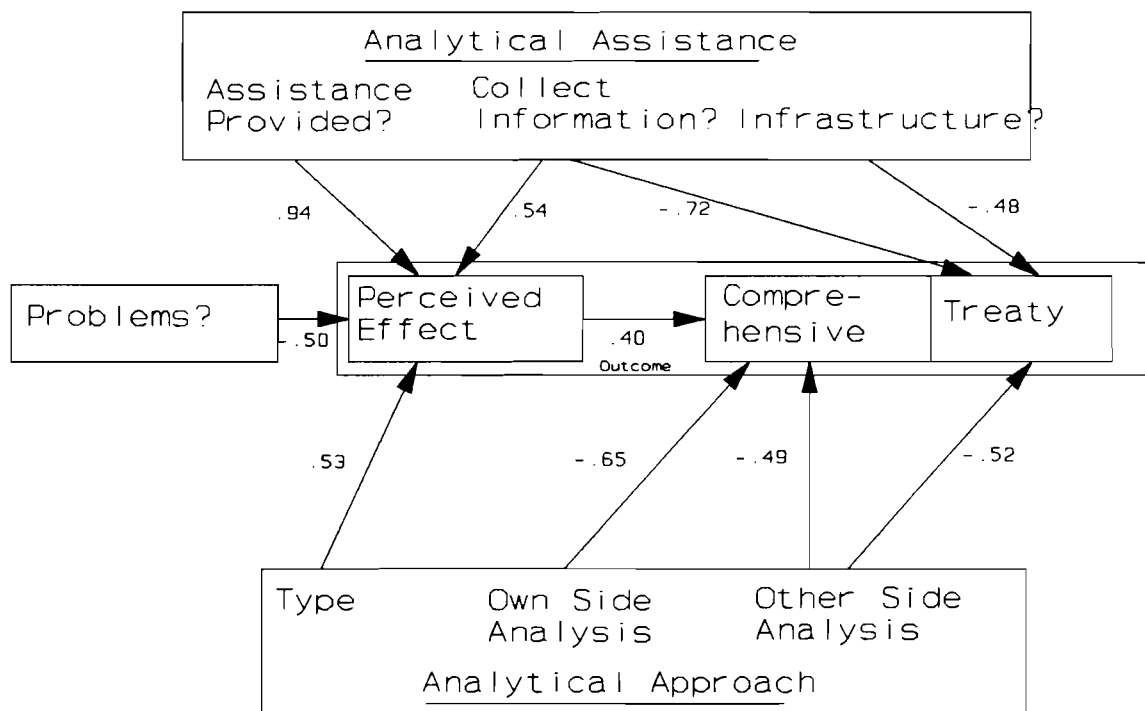 Analytical Assistance
Assistance Collect
Provided? Information? Infrastructure?
.94 .54 -.72 -.48
Problems? Perceived Compre- Treaty
Effect hensive
-.50 .40
Outcome
.53 -.65 -.49 -.52
Type Own Side Other Side
Analysis Analysis
Analytical Approach